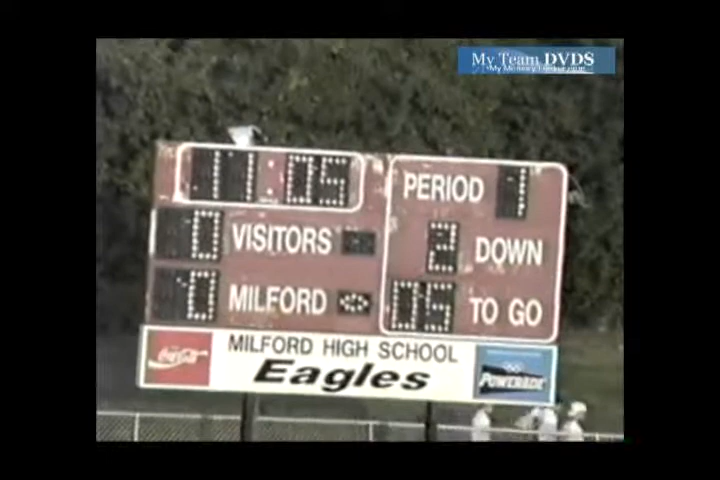 My Team DVDS
11:05
PERIOD 1
0 VISITORS
2 DOWN
0 MILFORD
05 TO GO
MILFORD HIGH SCHOOL
Eagles
Coca-Cola
POWERADE